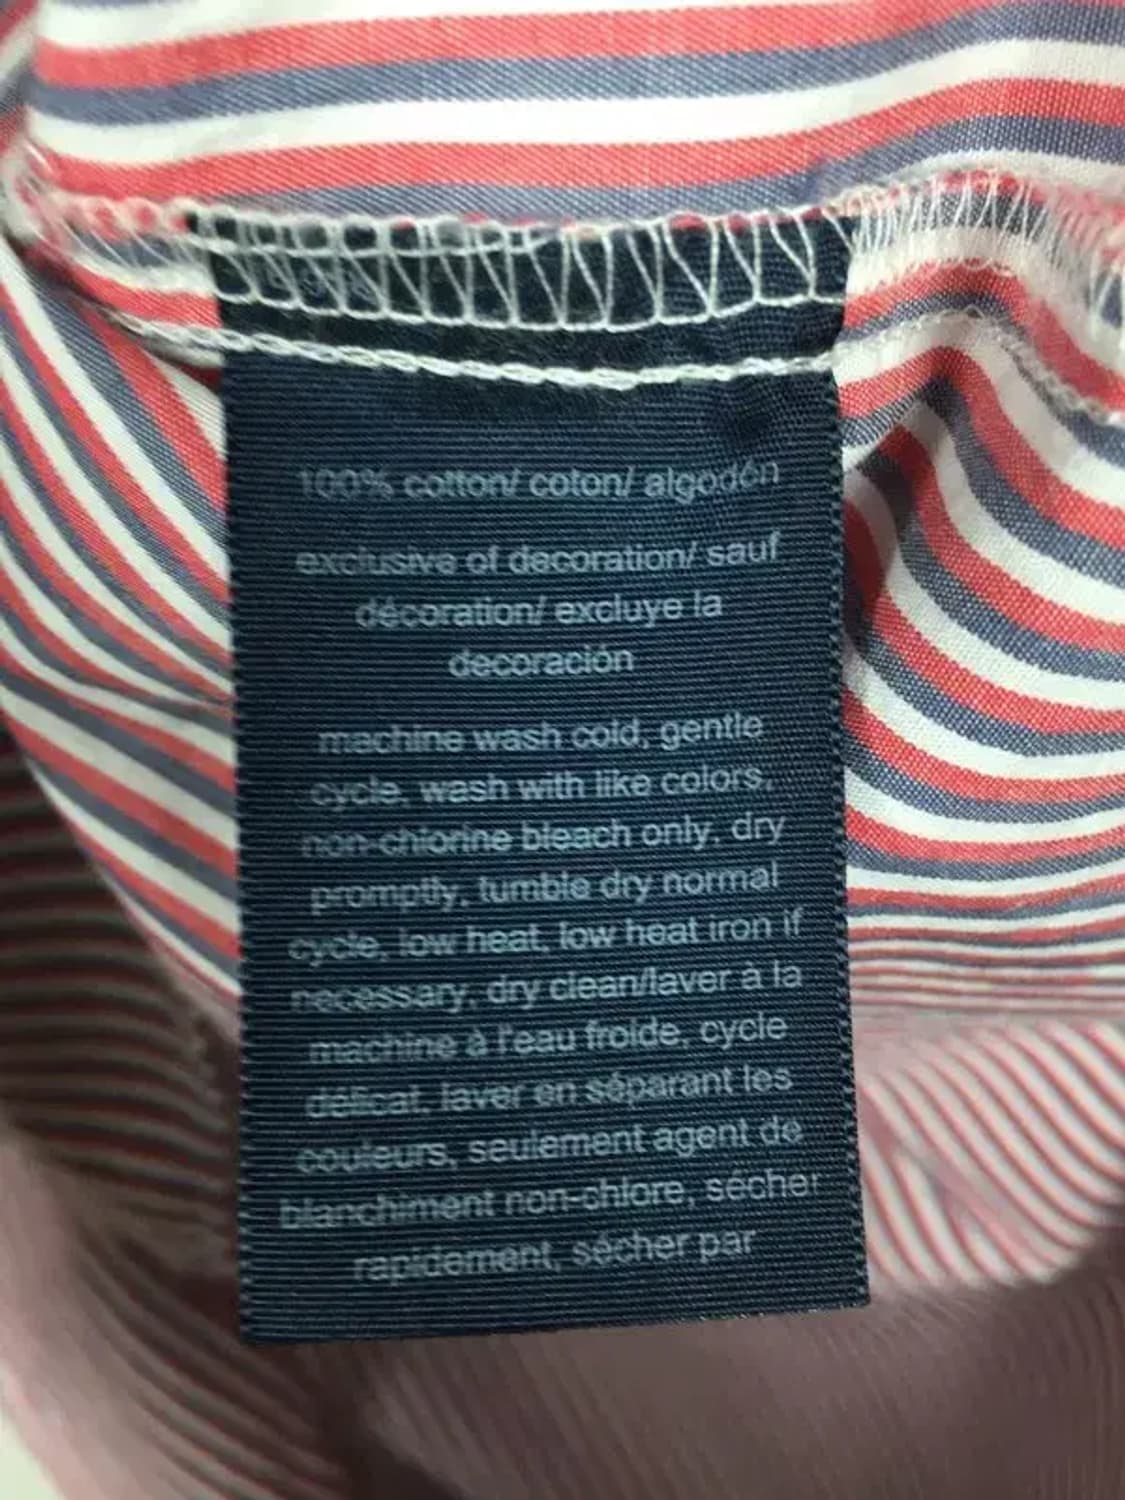 100% cotton/ coton/ algodón
exclusive of decoration/ sauf
décoration/ excluye la
decoración
machine wash cold, gentle
cycle, wash with like colors,
non-chlorine bleach only, dry
promptly, tumble dry normal
cycle, low heat, low heat iron if
necessary, dry clean/laver à la
machine à l'eau froide, cycle
délicat, laver en séparant les
couleurs, seulement agent de
blanchiment non-chlore, sécher
rapidement, sécher par